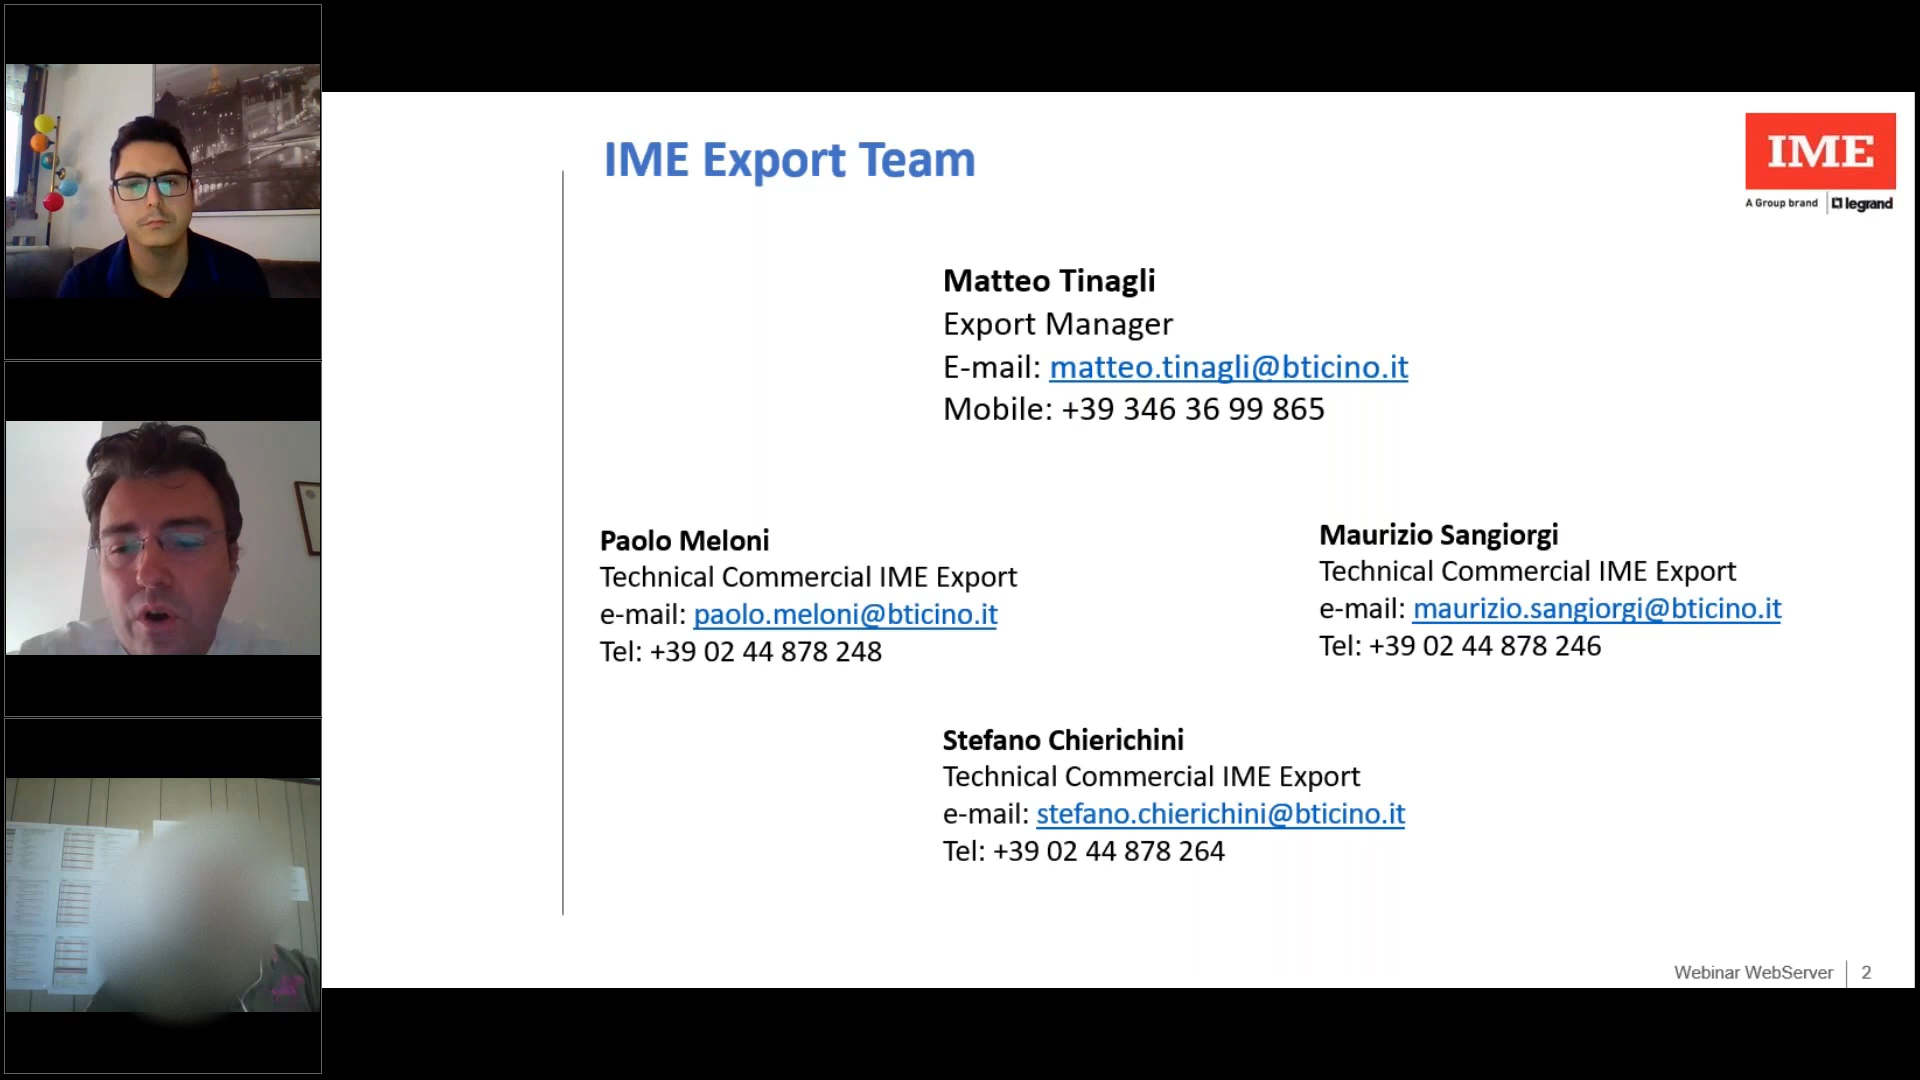 IME Export Team
IME
A Group brand legrand
Matteo Tinagli
Export Manager
E-mail: matteo.tinagli@bticino.it
Mobile: +39 346 36 99 865
Paolo Meloni
Technical Commercial IME Export
e-mail: paolo.meloni@bticino.it
Tel: +39 02 44 878 248
Maurizio Sangiorgi
Technical Commercial IME Export
e-mail: maurizio.sangiorgi@bticino.it
Tel: +39 02 44 878 246
Stefano Chierichini
Technical Commercial IME Export
e-mail: stefano.chierichini@bticino.it
Tel: +39 02 44 878 264
Webinar WebServer 2